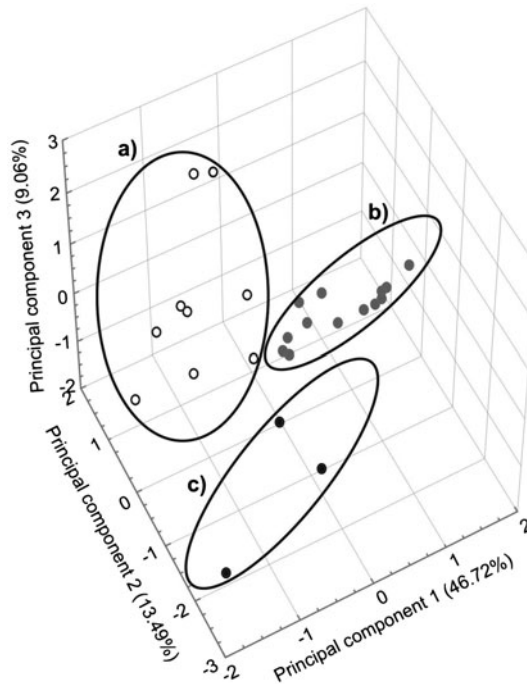 a)
b)
c)
Principal component 3 (9.06%)
3
2
1
0
-1
-2
Principal component 2 (13.49%)
2
1
0
-1
-2
-3
Principal component 1 (46.72%)
-2
-1
0
1
2